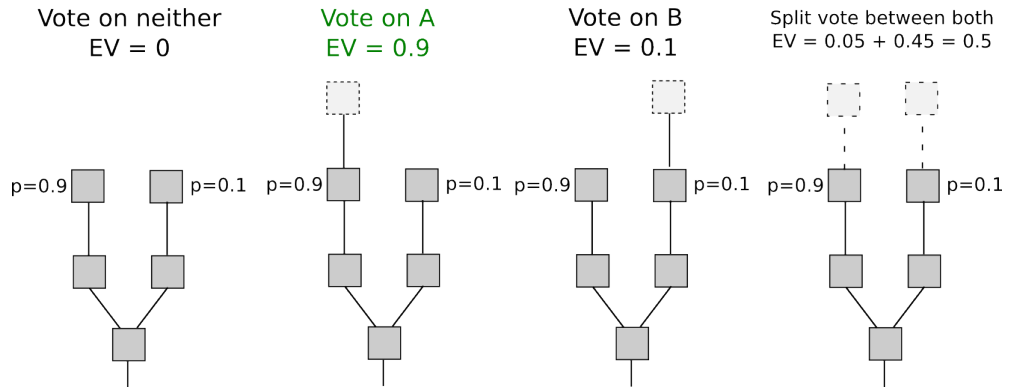 Vote on neither
EV = 0
Vote on A
EV = 0.9
Vote on B
EV = 0.1
Split vote between both
EV = 0.05 + 0.45 = 0.5
p=0.9
p=0.1
p=0.9
p=0.1
p=0.9
p=0.1
p=0.9
p=0.1